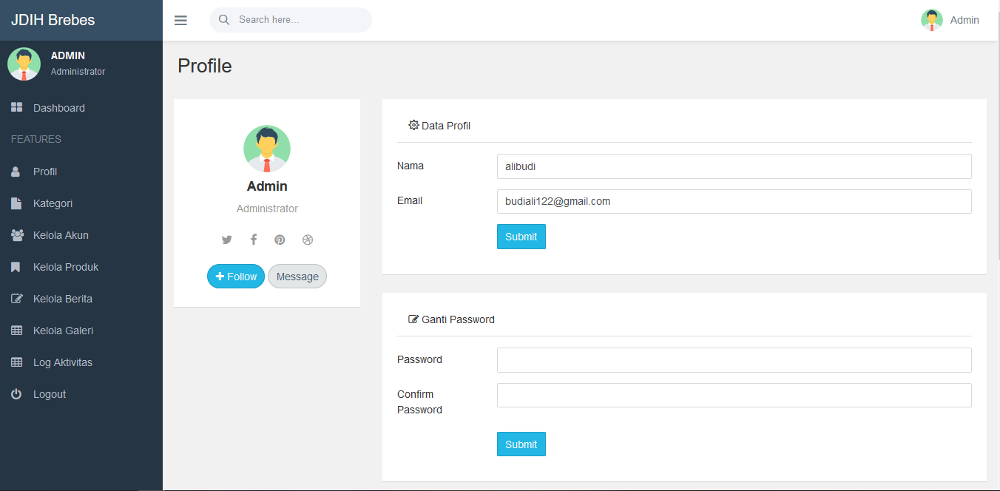 JDIH Brebes
Search here...
Admin
ADMIN
Administrator
Dashboard
FEATURES
Profil
Kategori
Kelola Akun
Kelola Produk
Kelola Berita
Kelola Galeri
Log Aktivitas
Logout
Profile
Admin
Administrator
Follow
Message
Data Profil
Nama
alibudi
Email
budiali122@gmail.com
Submit
Ganti Password
Password
Confirm
Password
Submit